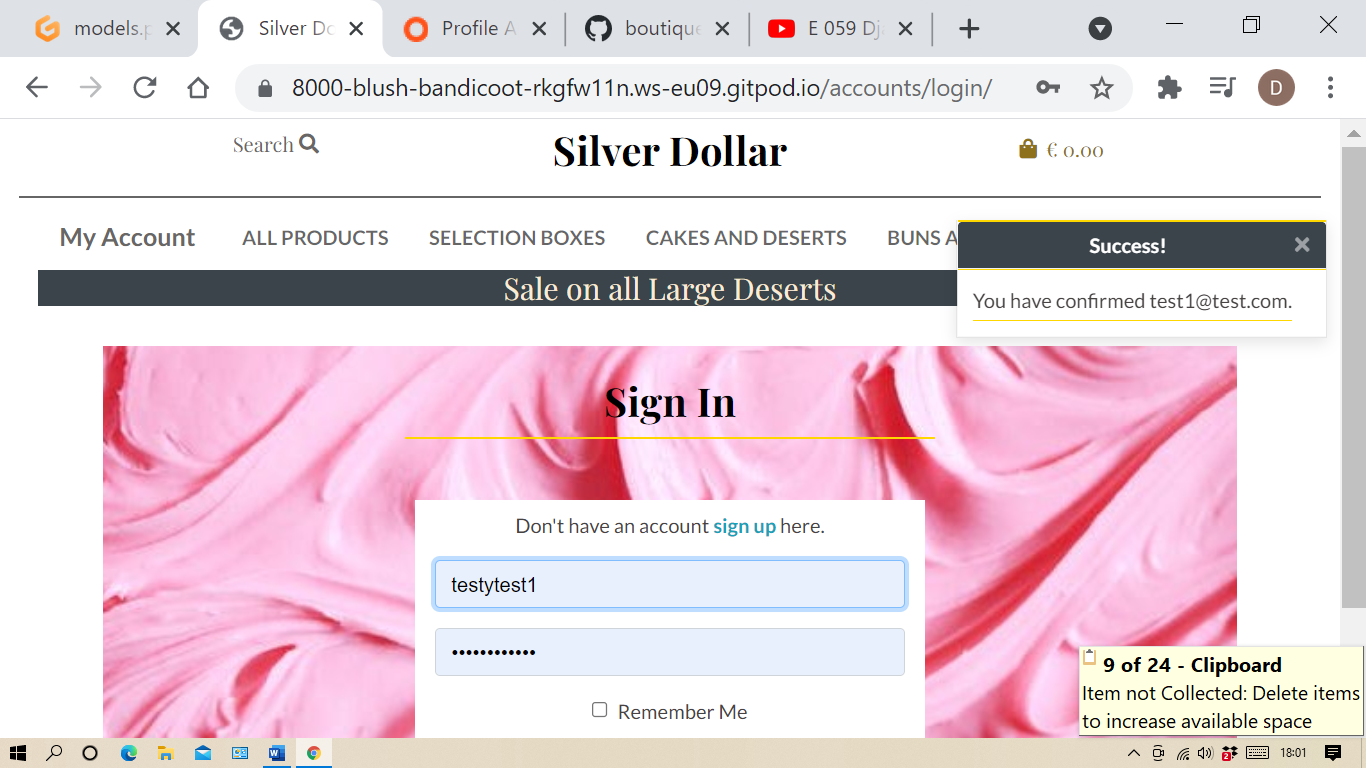 models.p
Silver Do
Profile A
boutique
E 059 Dja
8000-blush-bandicoot-rkgfw11n.ws-eu09.gitpod.io/accounts/login/
D
Search
Silver Dollar
€ 0.00
My Account
ALL PRODUCTS
SELECTION BOXES
CAKES AND DESERTS
BUNS A
Success!
You have confirmed test1@test.com.
Sale on all Large Deserts
Sign In
Don't have an account sign up here.
testytest1
••••••••••••
Remember Me
9 of 24 - Clipboard
Item not Collected: Delete items
to increase available space
18:01